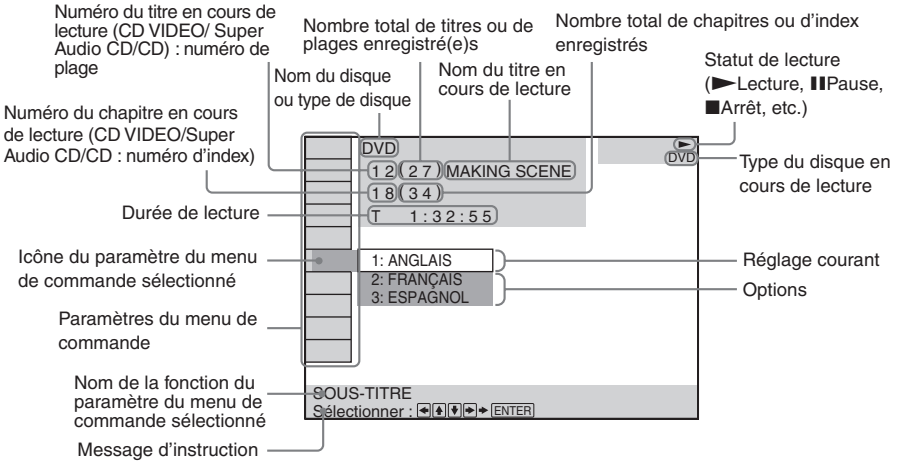 Numéro du titre en cours de
lecture (CD VIDEO/ Super
Audio CD/CD) : numéro de
plage
Nombre total de titres ou de
plages enregistré(e)s
Nombre total de chapitres ou d'index
enregistrés
Nom du disque
ou type de disque
Nom du titre en
cours de lecture
Statut de lecture
(►Lecture, ❚❚Pause,
■Arrêt, etc.)
Numéro du chapitre en cours
de lecture (CD VIDEO/Super
Audio CD/CD : numéro d'index)
Type du disque en
cours de lecture
Durée de lecture
DVD
12(27)MAKING SCENE
18(34)
T 1:32:55
►
DVD
Icône du paramètre du menu
de commande sélectionné
1: ANGLAIS
2: FRANÇAIS
3: ESPAGNOL
Réglage courant
Options
Paramètres du menu de
commande
Nom de la fonction du
paramètre du menu de
commande sélectionné
Message d'instruction
SOUS-TITRE
Sélectionner : ←↑↓→ → ENTER